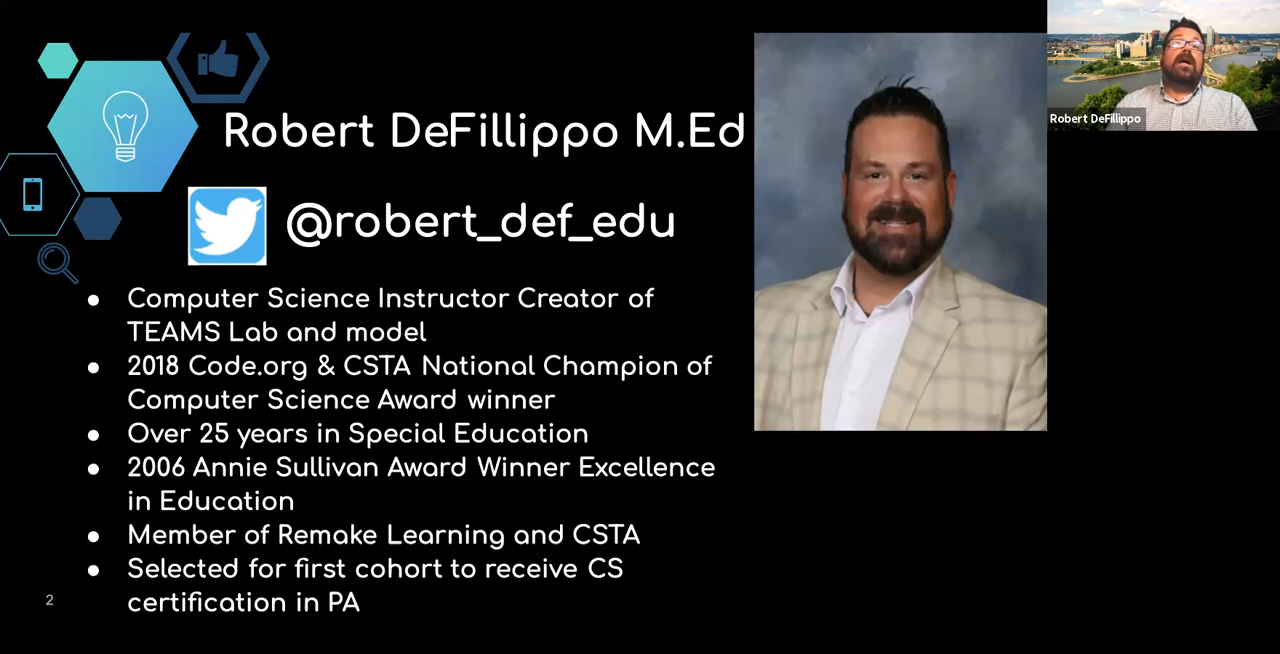 Robert DeFillippo M.Ed
@robert_def_edu
● Computer Science Instructor Creator of
TEAMS Lab and model
● 2018 Code.org & CSTA National Champion of
Computer Science Award winner
● Over 25 years in Special Education
● 2006 Annie Sullivan Award Winner Excellence
in Education
● Member of Remake Learning and CSTA
● Selected for first cohort to receive CS
certification in PA
2
Robert DeFillippo